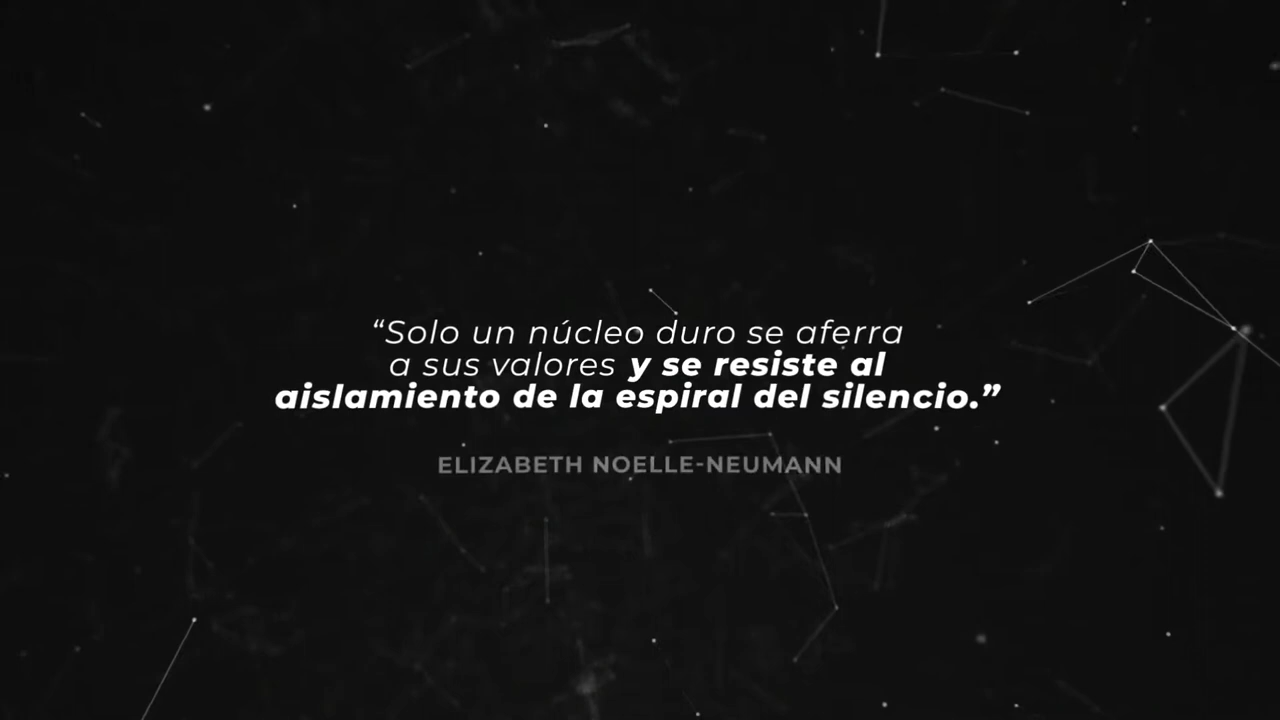 “Solo un núcleo duro se aferra
a sus valores y se resiste al
aislamiento de la espiral del silencio.”
ELIZABETH NOELLE-NEUMANN